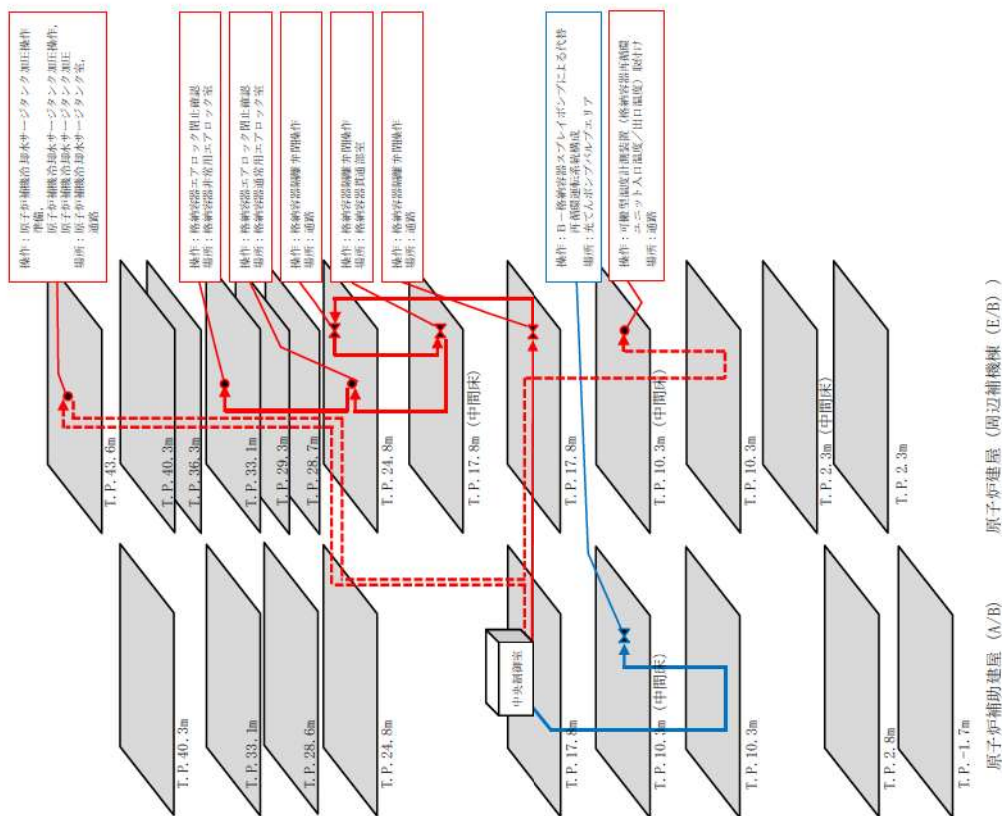 操作：原子炉補機冷却水サージタンク加圧操作
準備，
原子炉補機冷却水サージタンク加圧操作，
原子炉補機冷却水サージタンク加圧
場所：原子炉補機冷却水サージタンク室，
通路
操作：格納容器エアロック閉止確認
場所：格納容器非常用エアロック室
操作：格納容器エアロック閉止確認
場所：格納容器通常用エアロック室
操作：格納容器隔離弁閉操作
場所：通路
操作：格納容器隔離弁閉操作
場所：格納容器貫通部室
操作：格納容器隔離弁閉操作
場所：通路
操作：B－格納容器スプレイポンプによる代替
再循環運転系統構成
場所：充てんポンプバルブエリア
操作：可搬型温度計測装置（格納容器再循環
ユニット入口温度／出口温度）取付け
場所：通路
T.P.43.6m
T.P.40.3m
T.P.36.3m
T.P.33.1m
T.P.29.3m
T.P.28.7m
T.P.24.8m
T.P.17.8m（中間床）
T.P.17.8m
T.P.10.3m（中間床）
T.P.10.3m
T.P.2.3m（中間床）
T.P.2.3m
原子炉建屋（周辺補機棟（E/B））
中央制御室
T.P.40.3m
T.P.33.1m
T.P.28.6m
T.P.24.8m
T.P.17.8m
T.P.10.3m（中間床）
T.P.10.3m
T.P.2.8m
T.P.-1.7m
原子炉補助建屋（A/B）